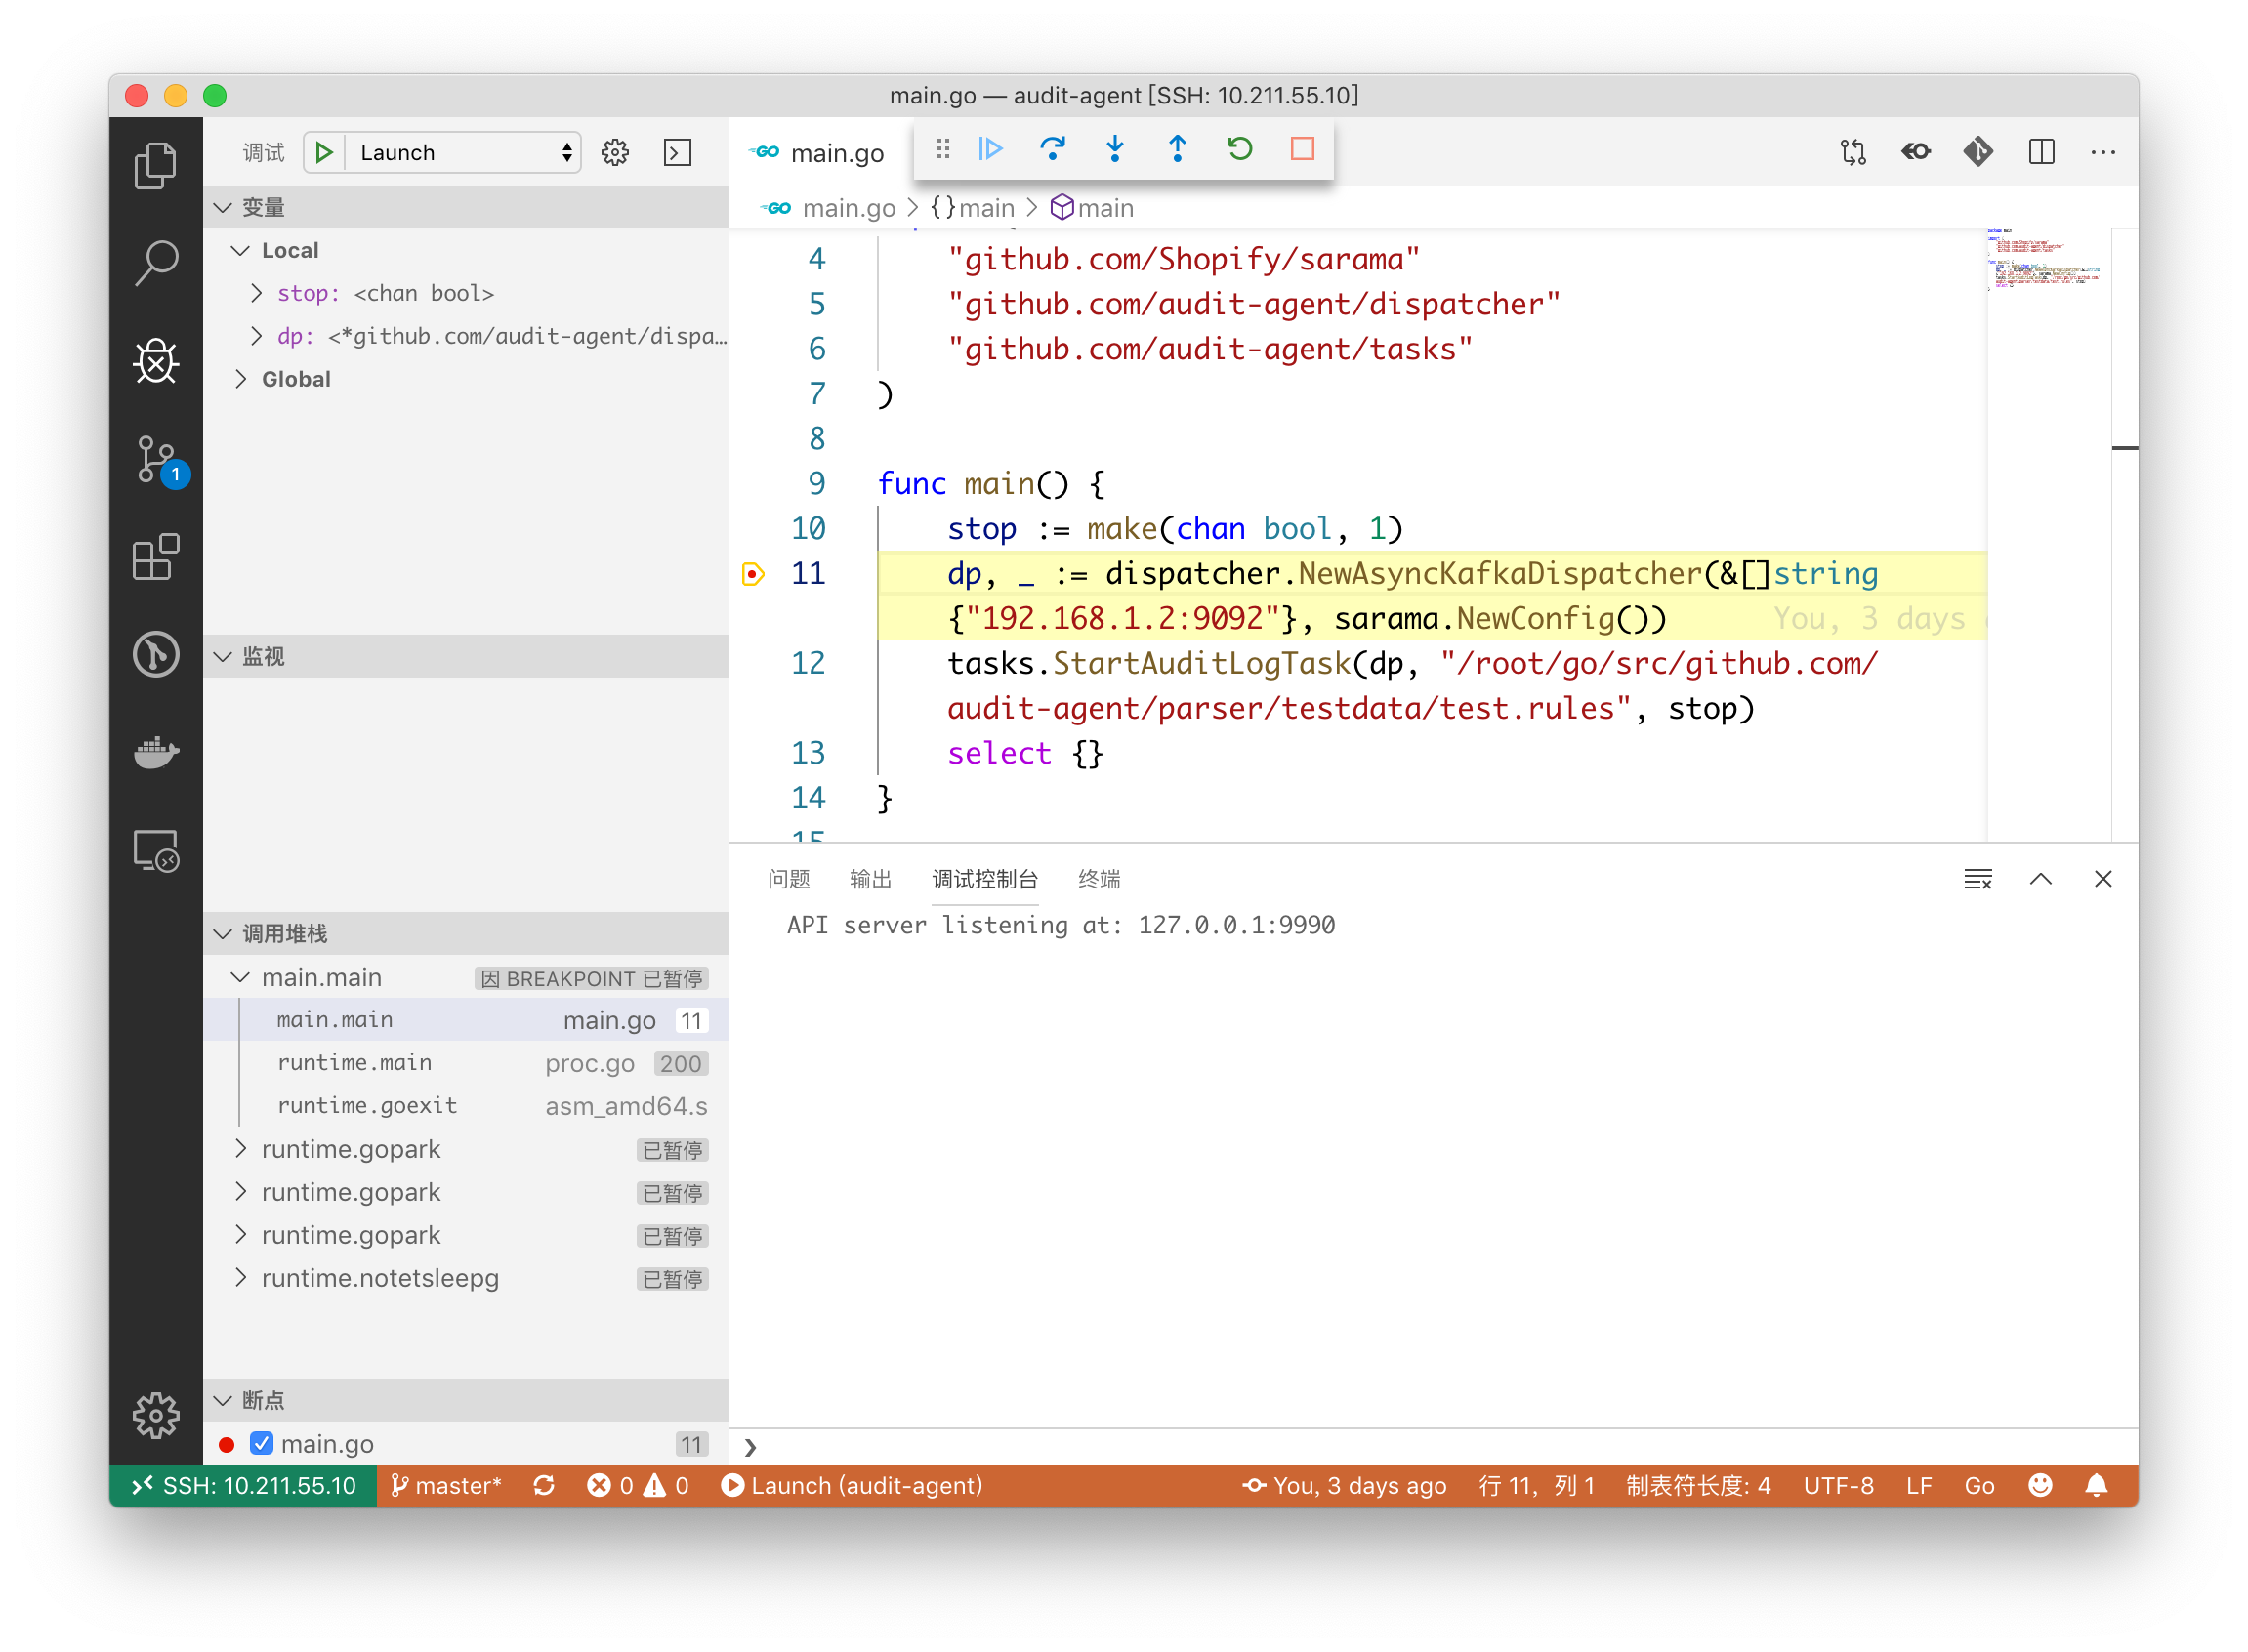 main.go — audit-agent [SSH: 10.211.55.10]
调试
Launch
变量
Local
stop: <chan bool>
dp: <*github.com/audit-agent/dispa…
Global
监视
调用堆栈
main.main 因 BREAKPOINT 已暂停
main.main main.go 11
runtime.main proc.go 200
runtime.goexit asm_amd64.s
runtime.gopark 已暂停
runtime.gopark 已暂停
runtime.gopark 已暂停
runtime.notetsleepg 已暂停
断点
main.go 11
GO main.go
GO main.go > {} main > main
4 "github.com/Shopify/sarama"
5 "github.com/audit-agent/dispatcher"
6 "github.com/audit-agent/tasks"
7 )
8
9 func main() {
10 stop := make(chan bool, 1)
11 dp, _ := dispatcher.NewAsyncKafkaDispatcher(&[]string
{"192.168.1.2:9092"}, sarama.NewConfig()) You, 3 days
12 tasks.StartAuditLogTask(dp, "/root/go/src/github.com/
audit-agent/parser/testdata/test.rules", stop)
13 select {}
14 }
15
问题 输出 调试控制台 终端
API server listening at: 127.0.0.1:9990
1
SSH: 10.211.55.10 master* 0 0 Launch (audit-agent) You, 3 days ago 行 11，列 1 制表符长度: 4 UTF-8 LF Go